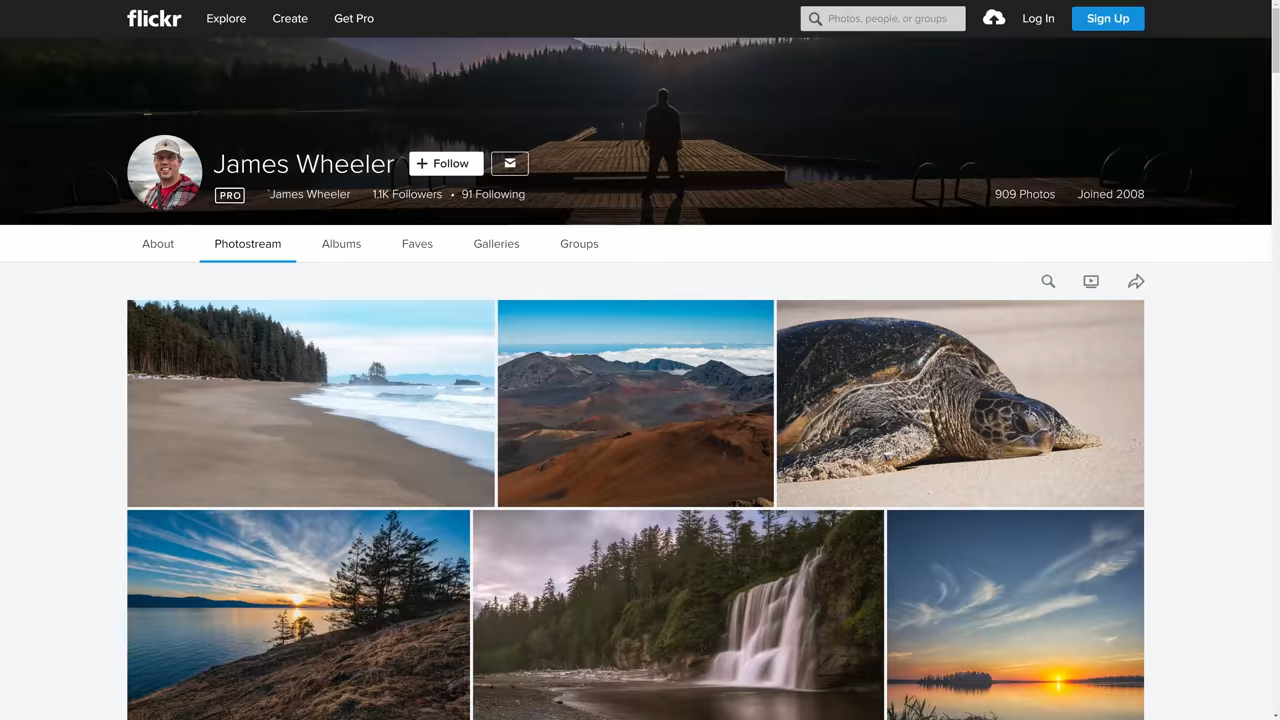 flickr Explore Create Get Pro Photos, people, or groups Log In Sign Up
James Wheeler + Follow
PRO James Wheeler 1.1K Followers • 91 Following 909 Photos Joined 2008
About Photostream Albums Faves Galleries Groups